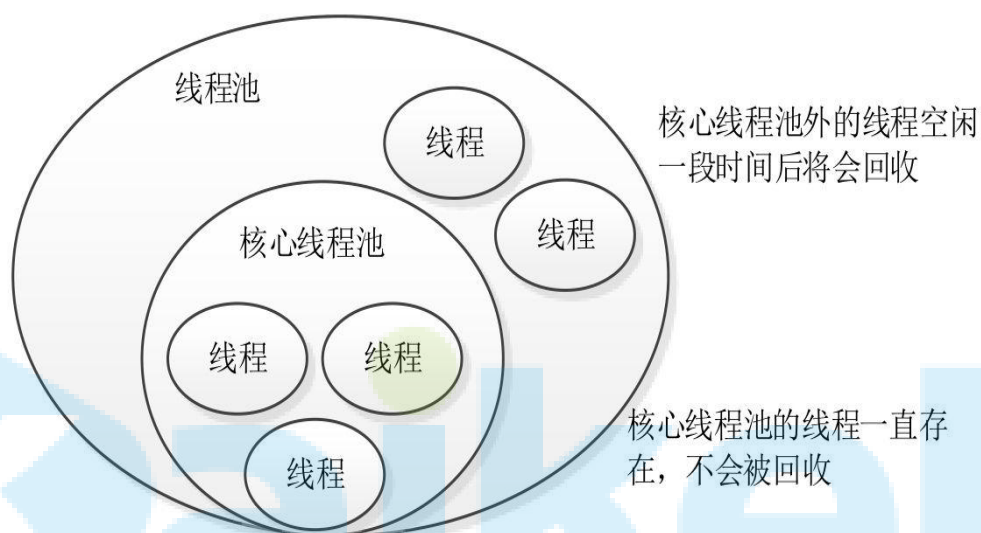 线程池
线程
核心线程池外的线程空闲
一段时间后将会回收
线程
核心线程池
线程
线程
核心线程池的线程一直存
在，不会被回收
线程